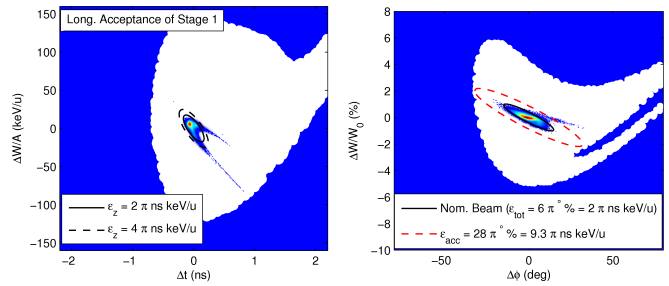 Long. Acceptance of Stage 1
150
100
50
0
−50
−100
−150
ΔW/A (keV/u)
ε_z = 2 π ns keV/u
ε_z = 4 π ns keV/u
−2 −1 0 1 2
Δt (ns)
8
6
4
2
0
−2
−4
−6
−8
−10
ΔW/W_0 (%)
Nom. Beam (ε_tot = 6 π ° % = 2 π ns keV/u)
ε_acc = 28 π ° % = 9.3 π ns keV/u
−50 0 50
Δϕ (deg)